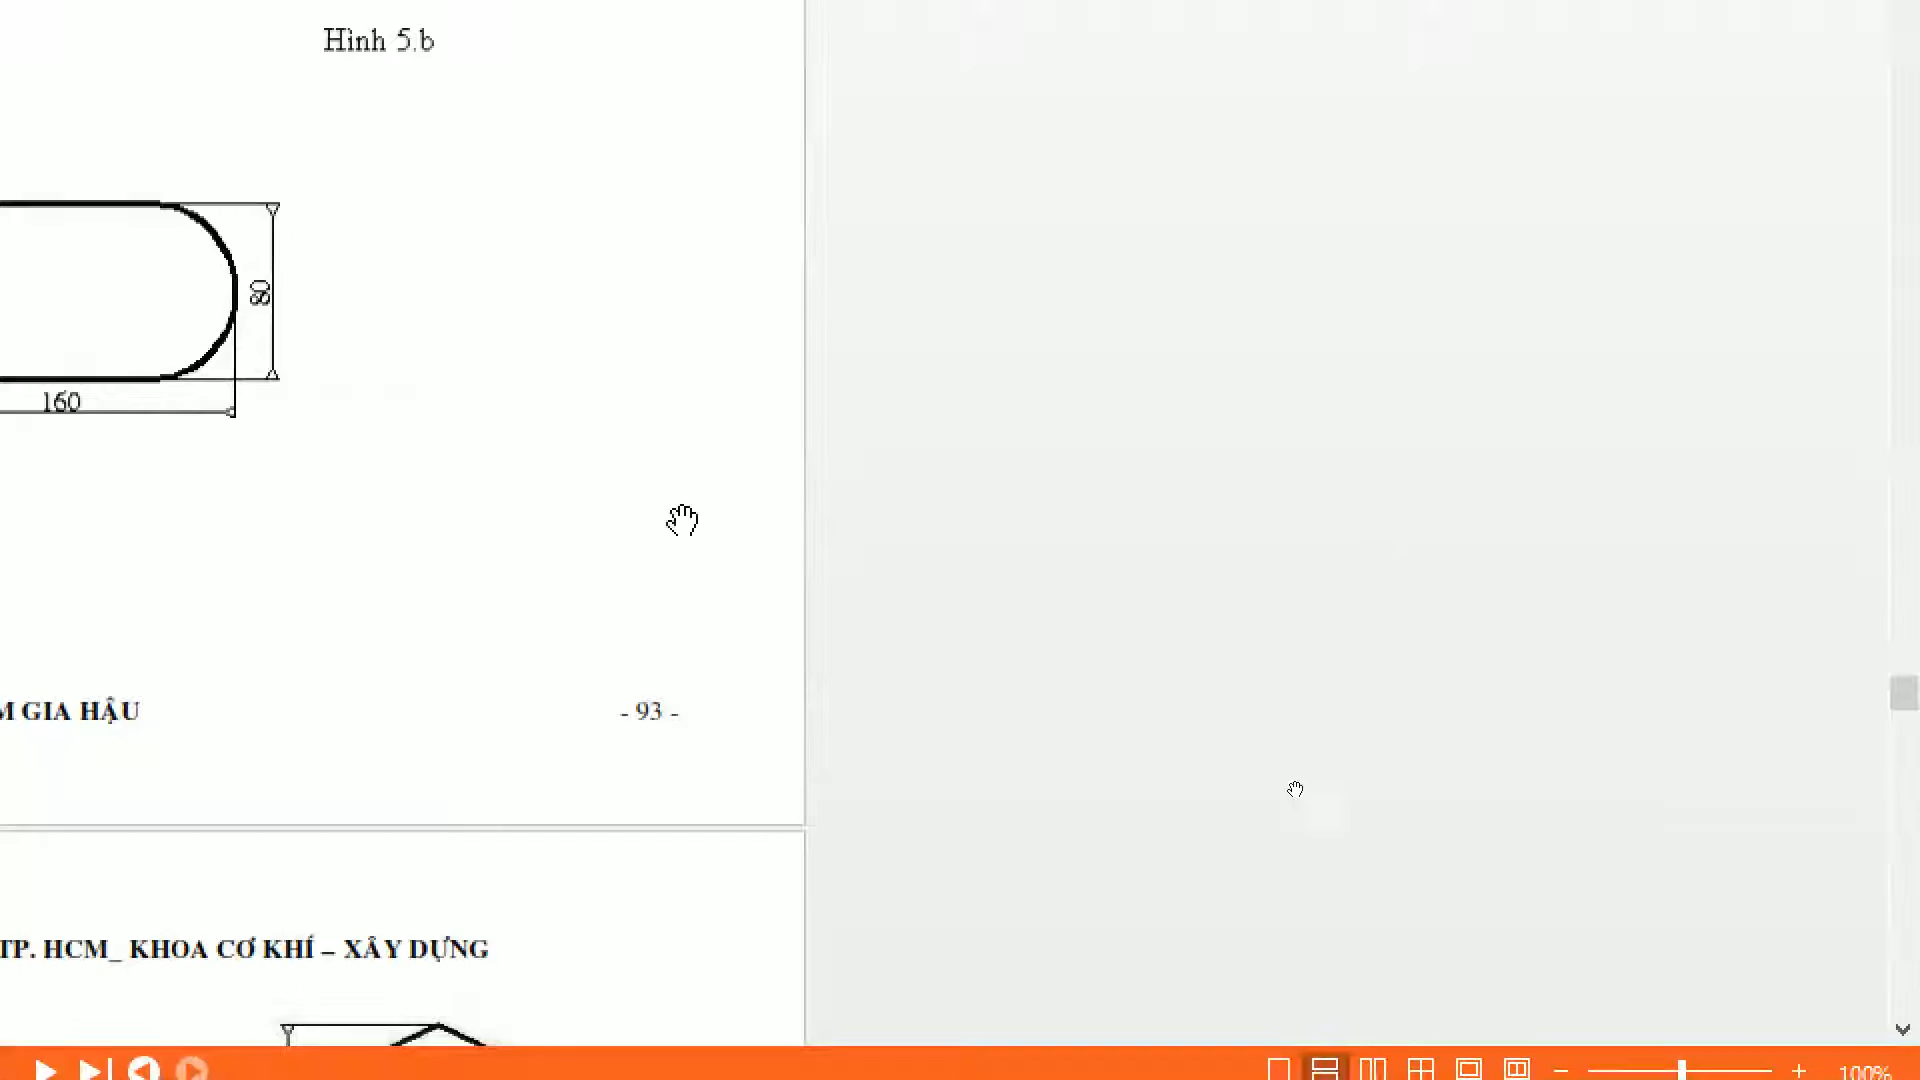 Hình 5.b
80
160
M GIA HẬU
- 93 -
TP. HCM_ KHOA CƠ KHÍ – XÂY DỰNG
100%